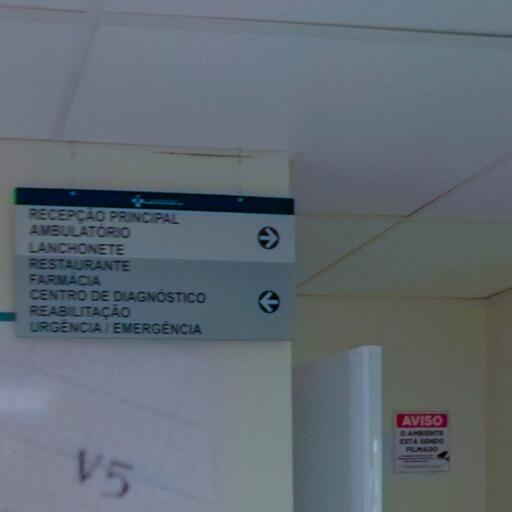 RECEPÇÃO PRINCIPAL
AMBULATÓRIO
LANCHONETE
RESTAURANTE
FARMÁCIA
CENTRO DE DIAGNÓSTICO
REABILITAÇÃO
URGÊNCIA / EMERGÊNCIA
V5
AVISO
O AMBIENTE
ESTÁ SENDO
FILMADO